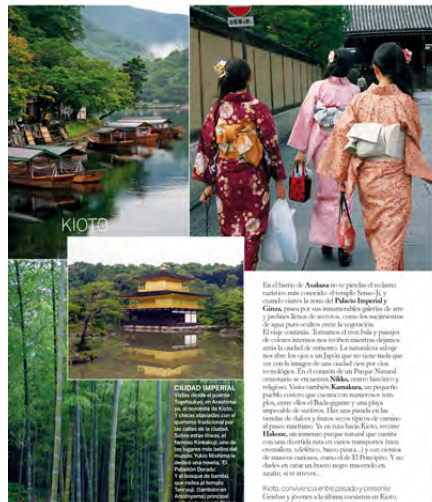 KIOTO
CIUDAD IMPERIAL
Vistas desde el puente
Togetsukyo, en Arashima-
ya, al noroeste de Kioto.
Y chicas ataviadas con el
quimono tradicional por
las calles de la ciudad.
Sobre estas líneas, el
famoso Kinkakuji, uno de
los lugares más bellos del
mundo. Yukio Mishima le
dedicó una novela, 'El
Pabellón Dorado'.
Y el bosque de bambú
que rodea al templo
Tenryuji, (también en
Arashiyama) principal
En el barrio de Asakusa no te pierdas el reclamo
turístico más conocido: el templo Senso-Ji, y
cuando visites la zona del Palacio Imperial y
Ginza, pasea por sus innumerables galerías de arte
y jardines llenos de secretos, como los nacimientos
de agua pura ocultos entre la vegetación.
El viaje continúa. Tomamos el tren bala y paisajes
de colores intensos nos reciben mientras dejamos
atrás la ciudad de cemento. La naturaleza salvaje
nos abre los ojos a un Japón que no tiene nada que
ver con la imagen de una ciudad cien por cien
tecnológica. En el corazón de un Parque Natural
centenario se encuentra Nikko, centro histórico y
religioso. Visita también Kamakura, un pequeño
pueblo costero que cuenta con numerosos tem-
plos, entre ellos el Buda gigante y una playa
impecable de surferos. Haz una parada en las
tiendas de dulces y frutos secos típicos de camino
al paseo marítimo. Ya en ruta hacia Kioto, recorre
Hakone, un inmenso parque natural que cuenta
con una divertida ruta en varios transportes (tren
cremallera, teleférico, barco pirata...) y con cientos
de museos curiosos, como el de El Principito. Y no
dudes en catar un huevo negro macerado en
azufre, si te atreves...
Kioto, convivencia entre pasado y presente
Geishas y jóvenes a la última coexisten en Kioto,